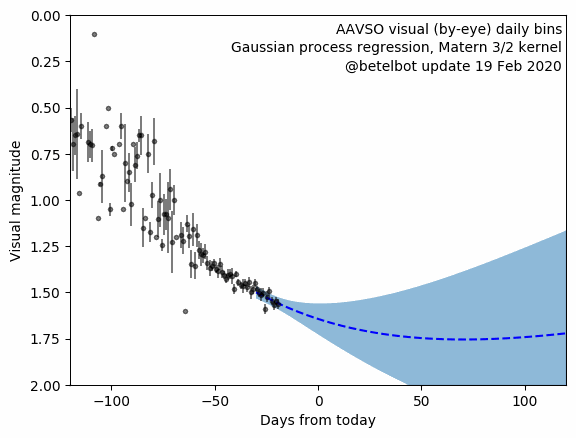 AAVSO visual (by-eye) daily bins
Gaussian process regression, Matern 3/2 kernel
@betelbot update 19 Feb 2020
Visual magnitude
0.00
0.25
0.50
0.75
1.00
1.25
1.50
1.75
2.00
−100 −50 0 50 100
Days from today